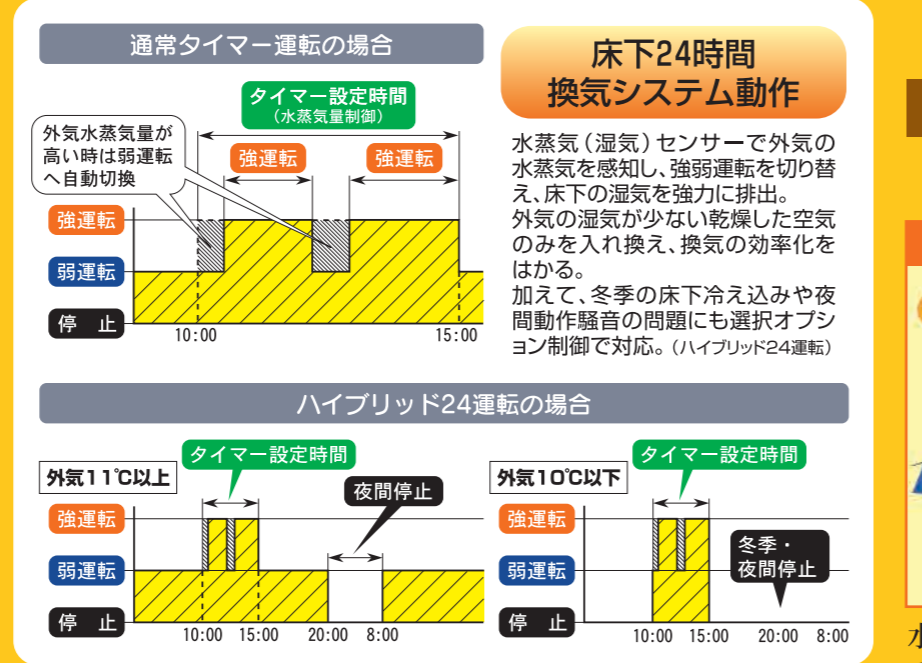 通常タイマー運転の場合
タイマー設定時間
（水蒸気量制御）
外気水蒸気量が
高い時は弱運転
へ自動切換
強運転
強運転
強運転
弱運転
停 止
10:00
15:00
床下24時間
換気システム動作
水蒸気（湿気）センサーで外気の
水蒸気を感知し、強弱運転を切り替
え、床下の湿気を強力に排出。
外気の湿気が少ない乾燥した空気
のみを入れ換え、換気の効率化を
はかる。
加えて、冬季の床下冷え込みや夜
間動作騒音の問題にも選択オプシ
ョン制御で対応。（ハイブリッド24運転）
ハイブリッド24運転の場合
外気11℃以上
タイマー設定時間
夜間停止
強運転
弱運転
停 止
10:00
15:00
20:00
8:00
外気10℃以下
タイマー設定時間
強運転
弱運転
停 止
冬季・
夜間停止
10:00
15:00
20:00
8:00